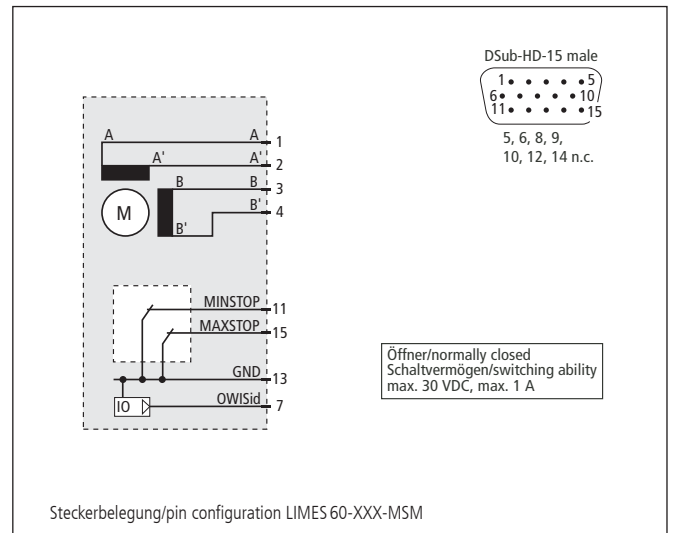 DSub-HD-15 male
1 5
6 10
11 15
5, 6, 8, 9,
10, 12, 14 n.c.
A A 1
A' A' 2
B B 3
M B' 4
B'
MINSTOP 11
MAXSTOP 15
GND 13
IO OWISid 7
Öffner/normally closed
Schaltvermögen/switching ability
max. 30 VDC, max. 1 A
Steckerbelegung/pin configuration LIMES 60-XXX-MSM